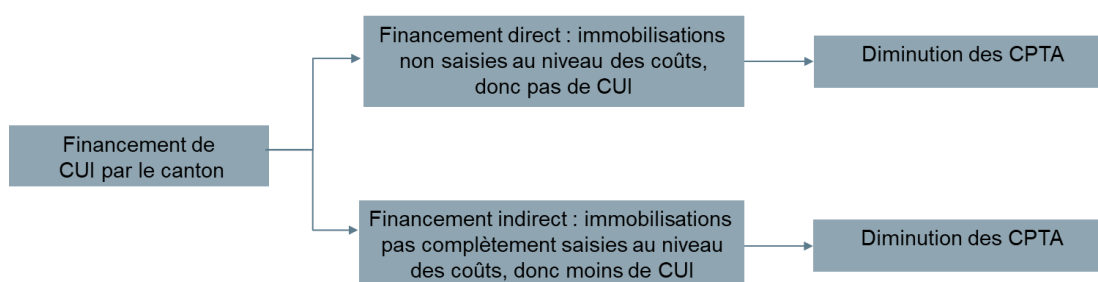 Financement de
CUI par le canton
Financement direct : immobilisations
non saisies au niveau des coûts,
donc pas de CUI
Diminution des CPTA
Financement indirect : immobilisations
pas complètement saisies au niveau
des coûts, donc moins de CUI
Diminution des CPTA